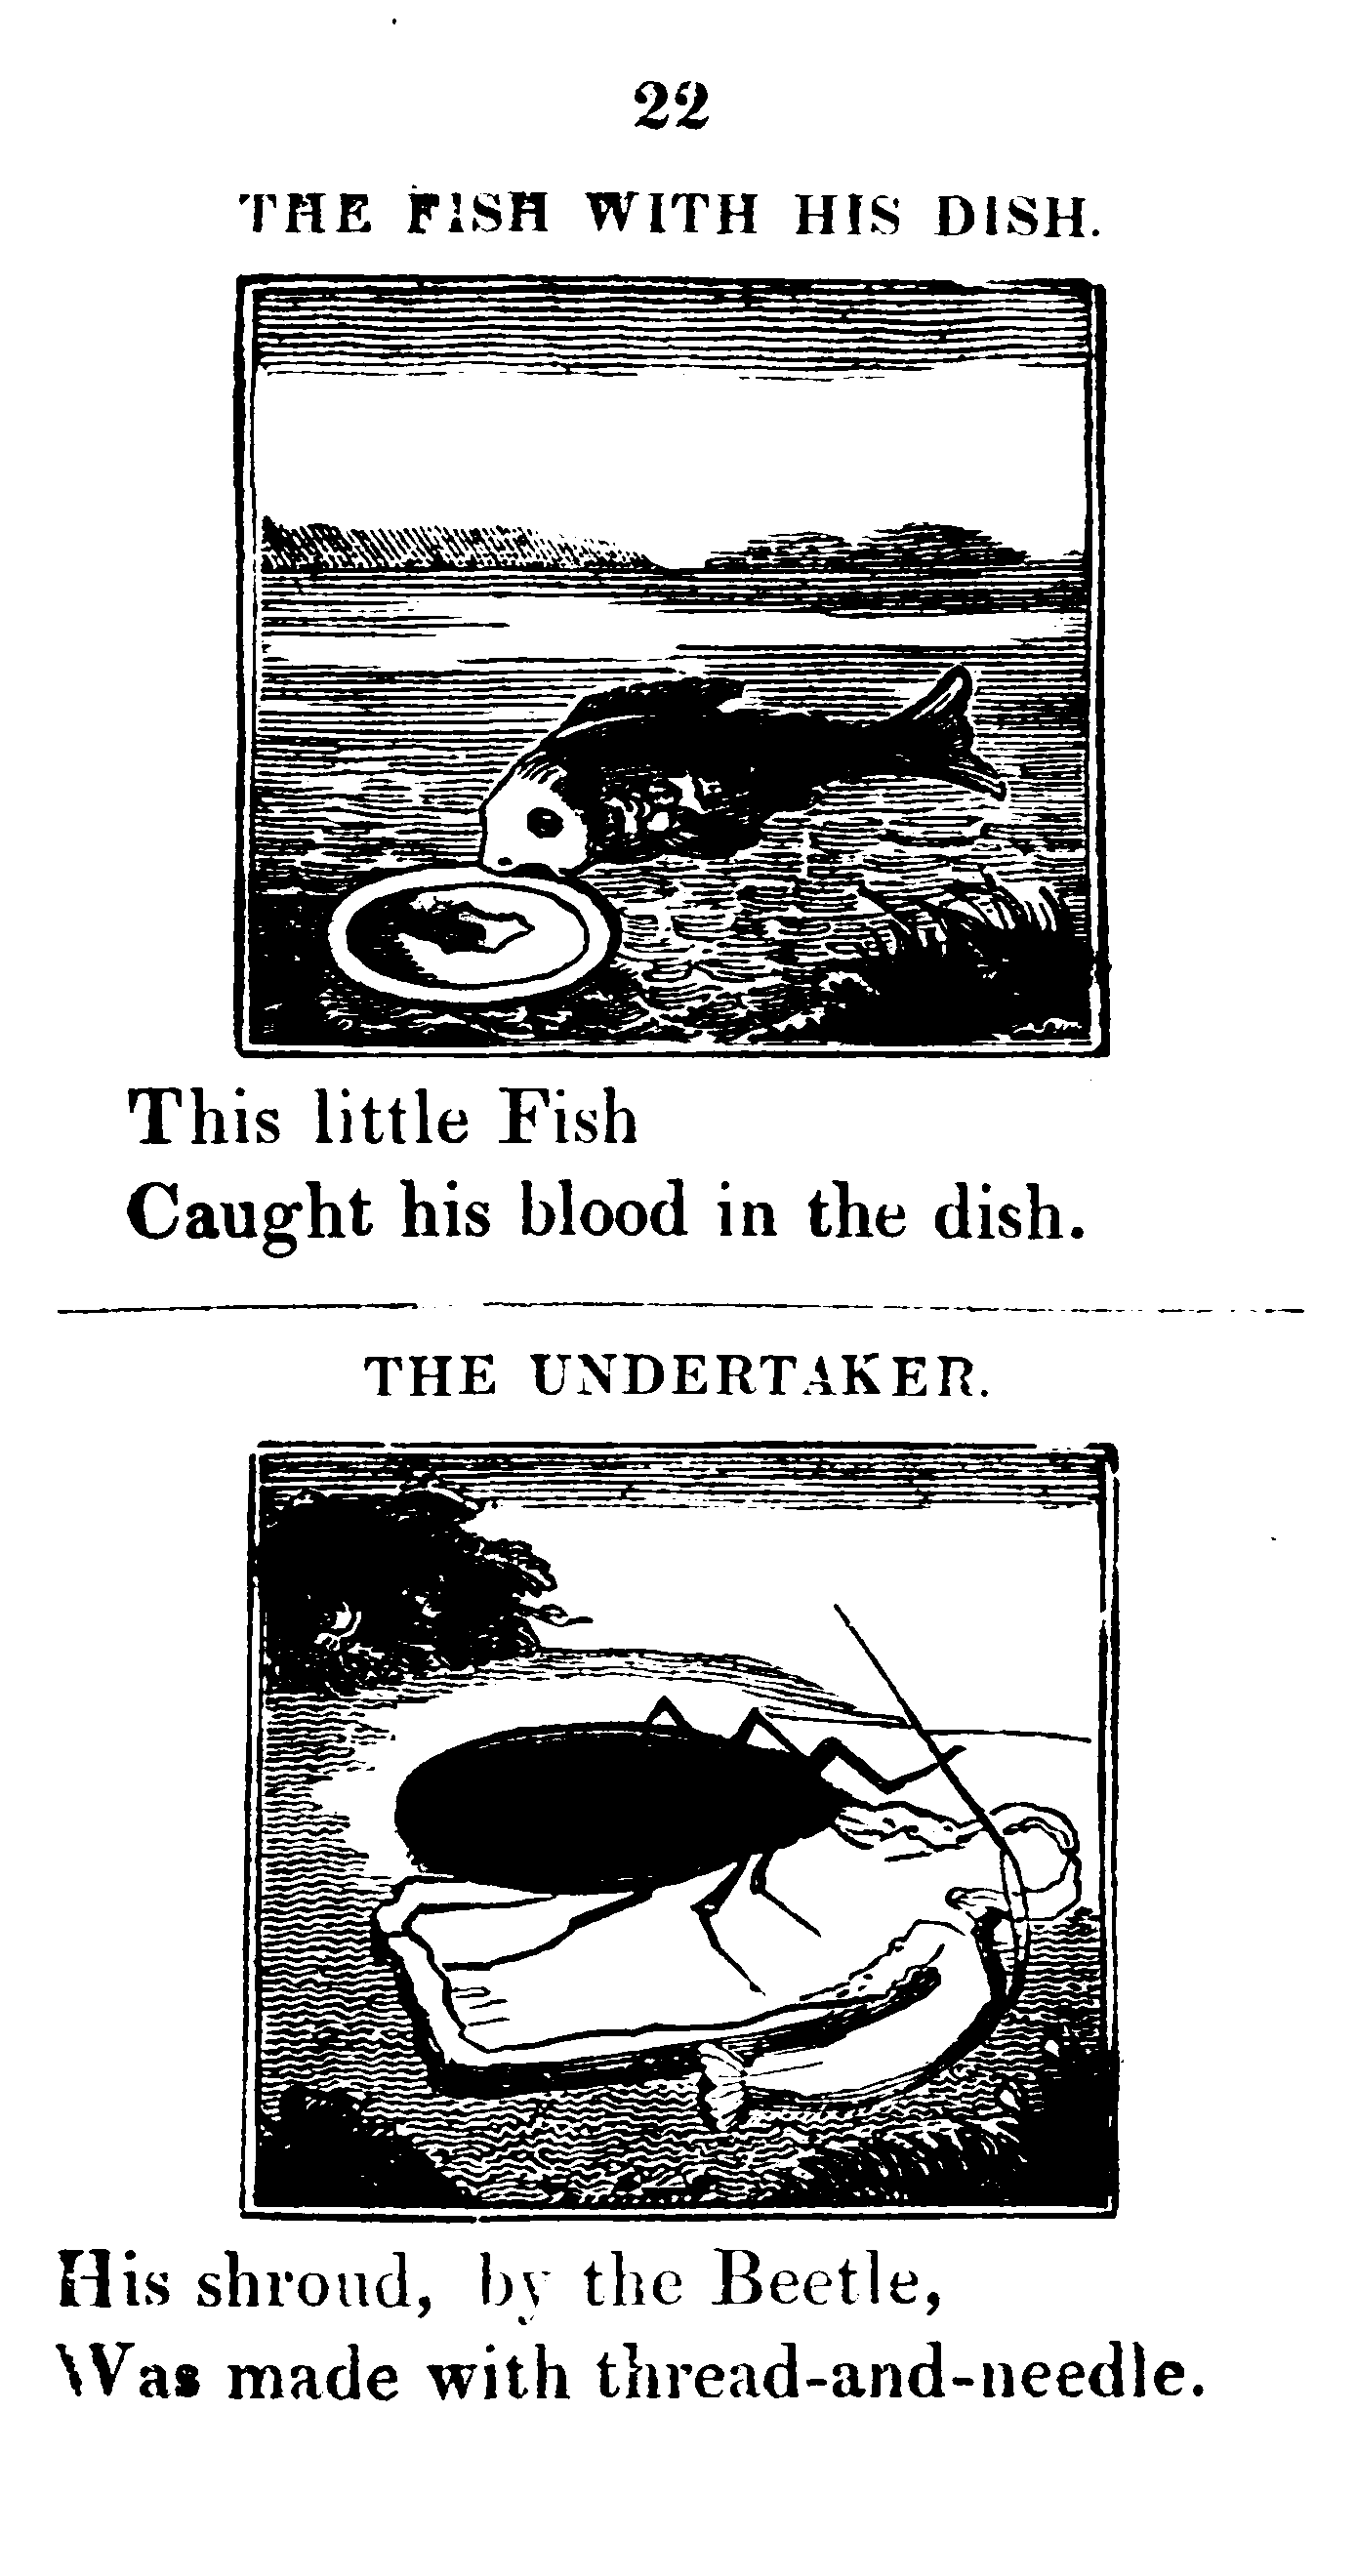 22
THE FISH WITH HIS DISH.
This little Fish
Caught his blood in the dish.
THE UNDERTAKER.
His shroud, by the Beetle,
Was made with thread-and-needle.